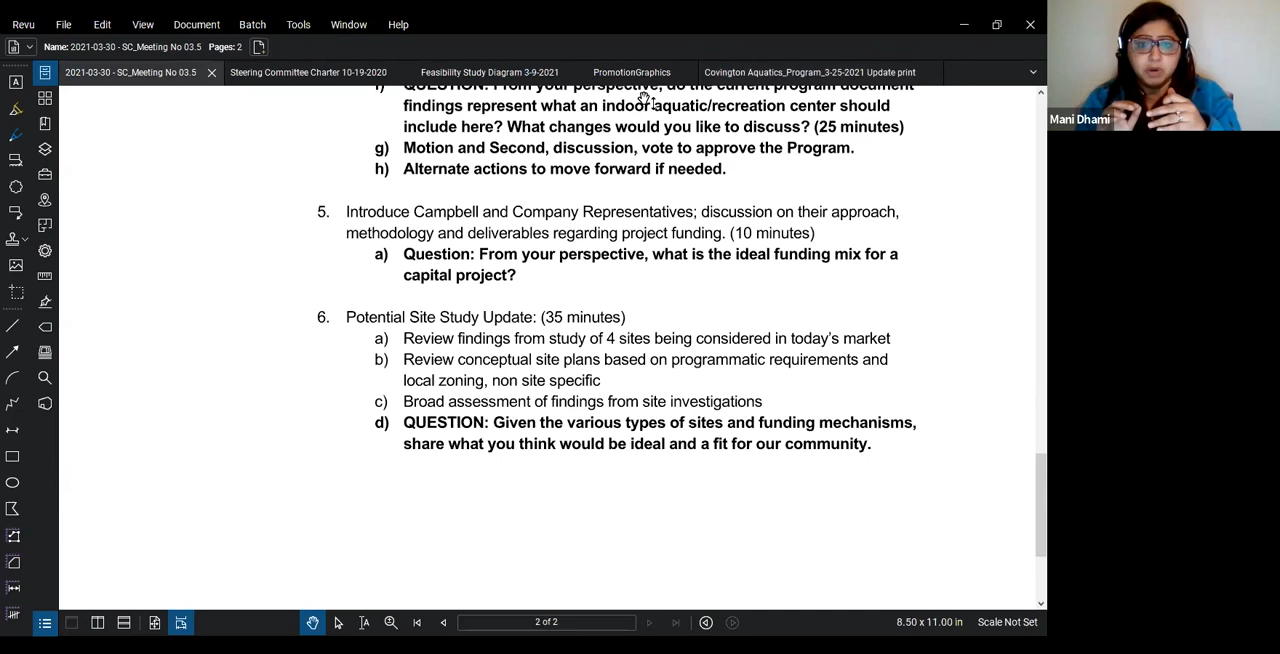 Revu File Edit View Document Batch Tools Window Help
Name: 2021-03-30 - SC_Meeting No 03.5 Pages: 2
2021-03-30 - SC_Meeting No 03.5 Steering Committee Charter 10-19-2020 Feasibility Study Diagram 3-9-2021 PromotionGraphics Covington Aquatics_Program_3-25-2021 Update print
f) QUESTION: From your perspective, do the current program document
findings represent what an indoor aquatic/recreation center should
include here? What changes would you like to discuss? (25 minutes)
g) Motion and Second, discussion, vote to approve the Program.
h) Alternate actions to move forward if needed.
5. Introduce Campbell and Company Representatives; discussion on their approach,
methodology and deliverables regarding project funding. (10 minutes)
a) Question: From your perspective, what is the ideal funding mix for a
capital project?
6. Potential Site Study Update: (35 minutes)
a) Review findings from study of 4 sites being considered in today's market
b) Review conceptual site plans based on programmatic requirements and
local zoning, non site specific
c) Broad assessment of findings from site investigations
d) QUESTION: Given the various types of sites and funding mechanisms,
share what you think would be ideal and a fit for our community.
2 of 2
8.50 x 11.00 in Scale Not Set
Mani Dhami